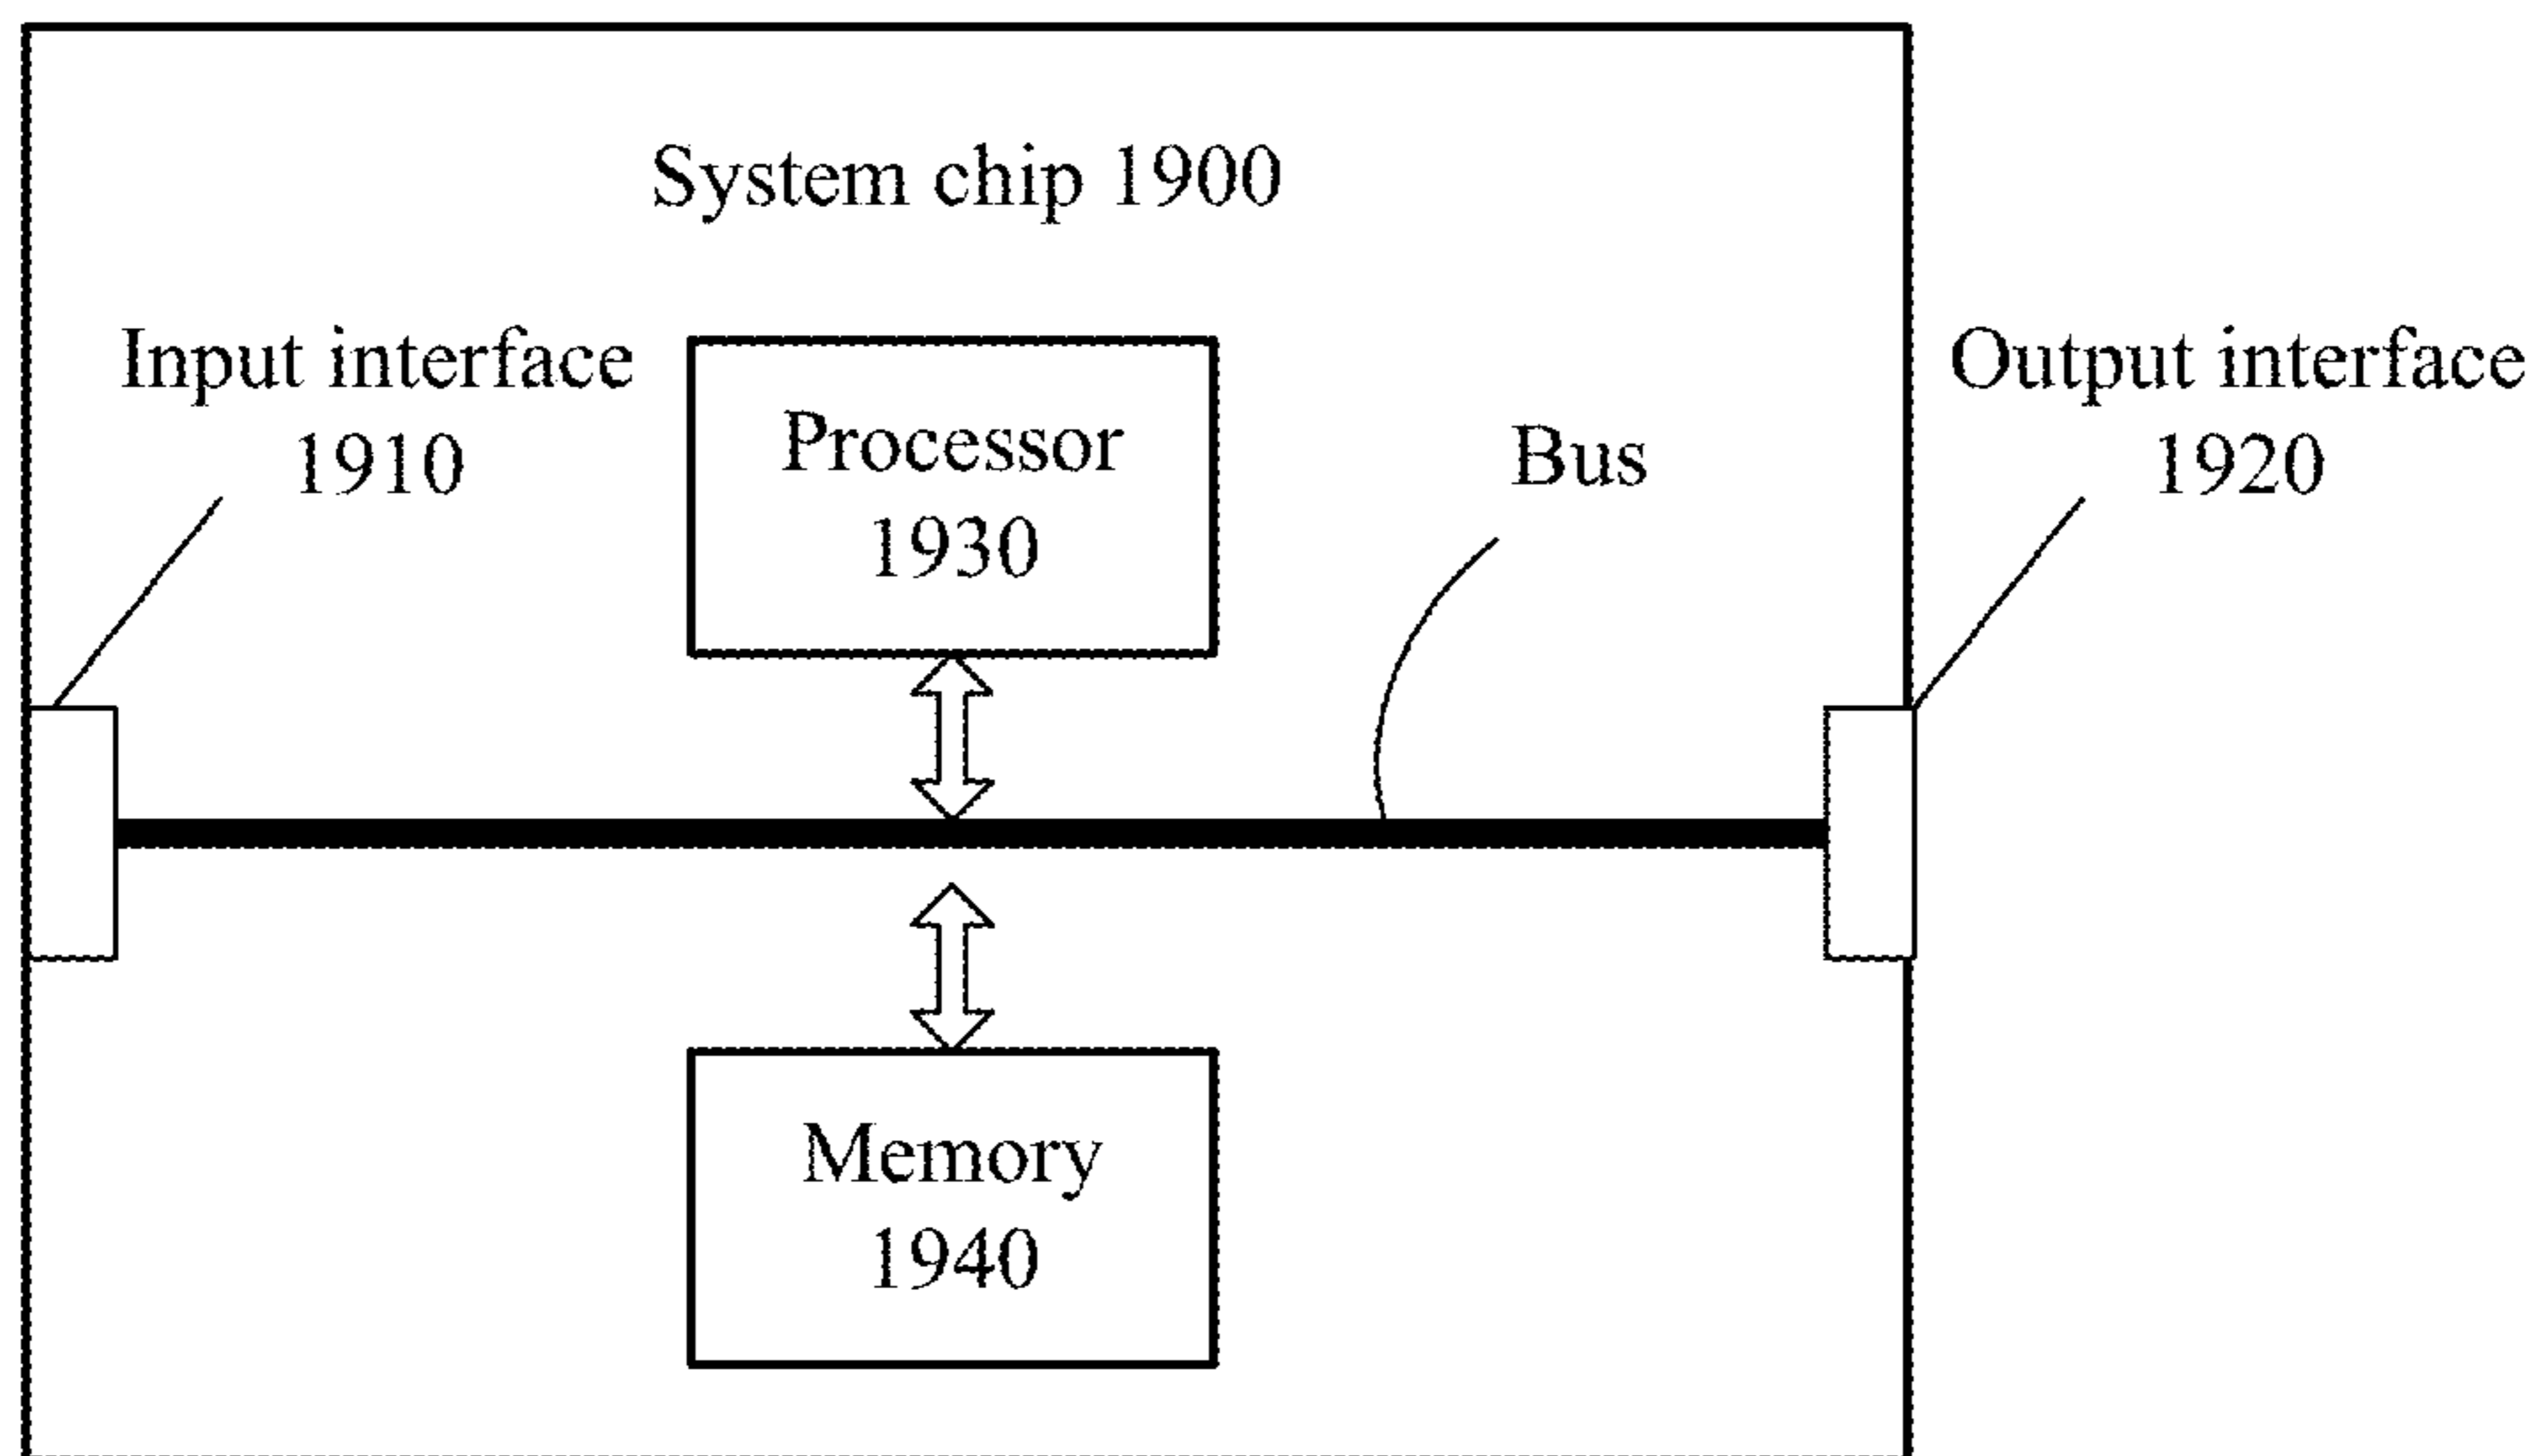 System chip 1900
Input interface
1910
Processor
1930
Bus
Output interface
1920
Memory
1940